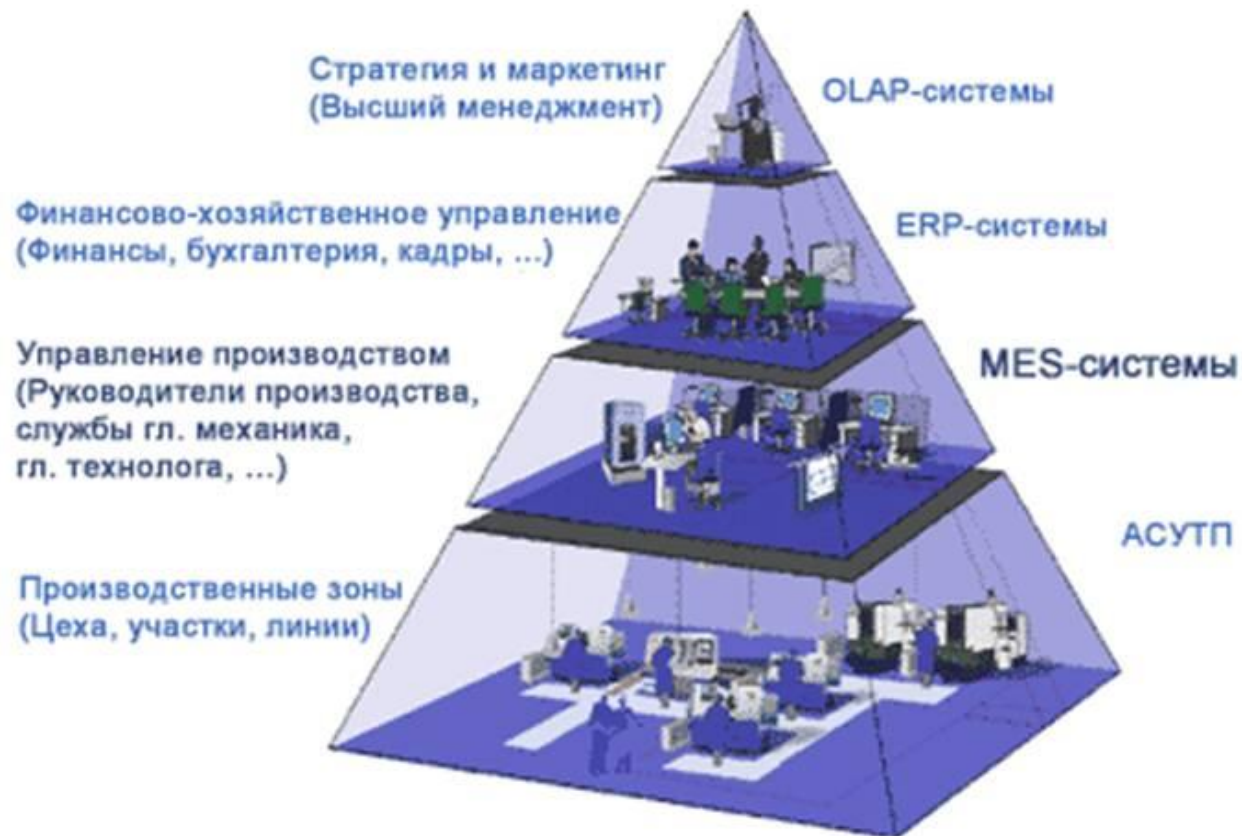 Стратегия и маркетинг
(Высший менеджмент)
OLAP-системы
Финансово-хозяйственное управление
(Финансы, бухгалтерия, кадры, ...)
ERP-системы
Управление производством
(Руководители производства,
службы гл. механика,
гл. технолога, ...)
MES-системы
АСУТП
Производственные зоны
(Цеха, участки, линии)